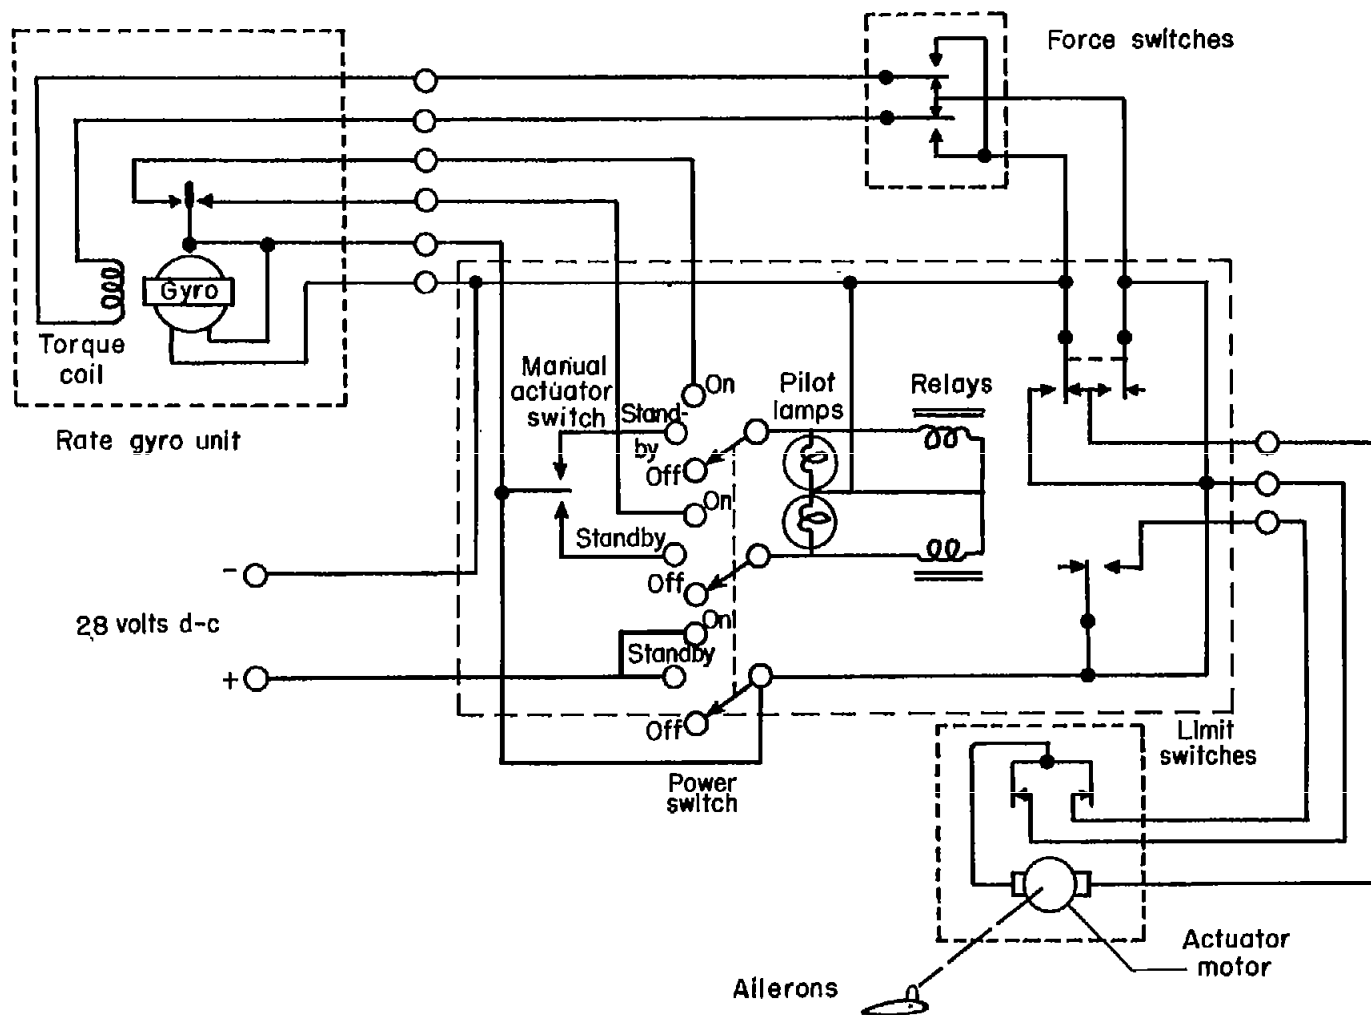 Force switches
Gyro
Torque
coil
Rate gyro unit
Manual
actuator
switch
On
Stand-
by
Off
Pilot
lamps
Relays
On
Standby
Off
On
Standby
Off
-
28 volts d-c
+
Power
switch
Limit
switches
Actuator
motor
Ailerons